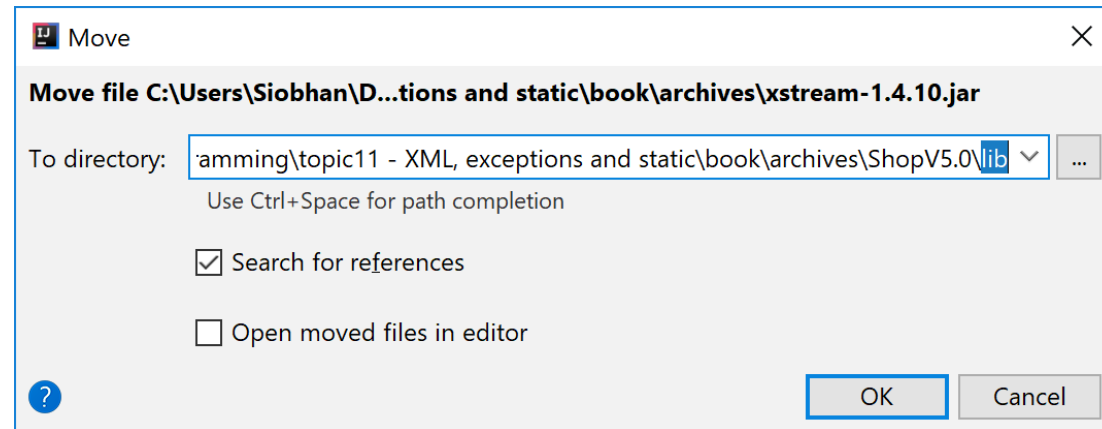 IJ Move
Move file C:\Users\Siobhan\D...tions and static\book\archives\xstream-1.4.10.jar
To directory: ramming\topic11 - XML, exceptions and static\book\archives\ShopV5.0\lib ...
Use Ctrl+Space for path completion
Search for references
Open moved files in editor
? OK Cancel